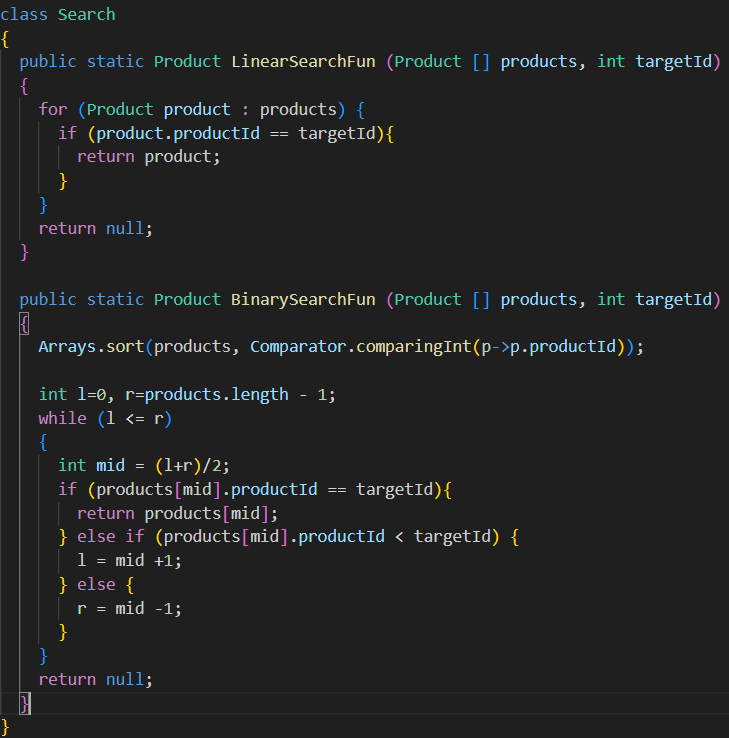 class Search
{
  public static Product LinearSearchFun (Product [] products, int targetId)
  {
    for (Product product : products) {
      if (product.productId == targetId){
        return product;
      }
    }
    return null;
  }

  public static Product BinarySearchFun (Product [] products, int targetId)
  {
    Arrays.sort(products, Comparator.comparingInt(p->p.productId));

    int l=0, r=products.length - 1;
    while (l <= r)
    {
      int mid = (l+r)/2;
      if (products[mid].productId == targetId){
        return products[mid];
      } else if (products[mid].productId < targetId) {
        l = mid +1;
      } else {
        r = mid -1;
      }
    }
    return null;
  }
}